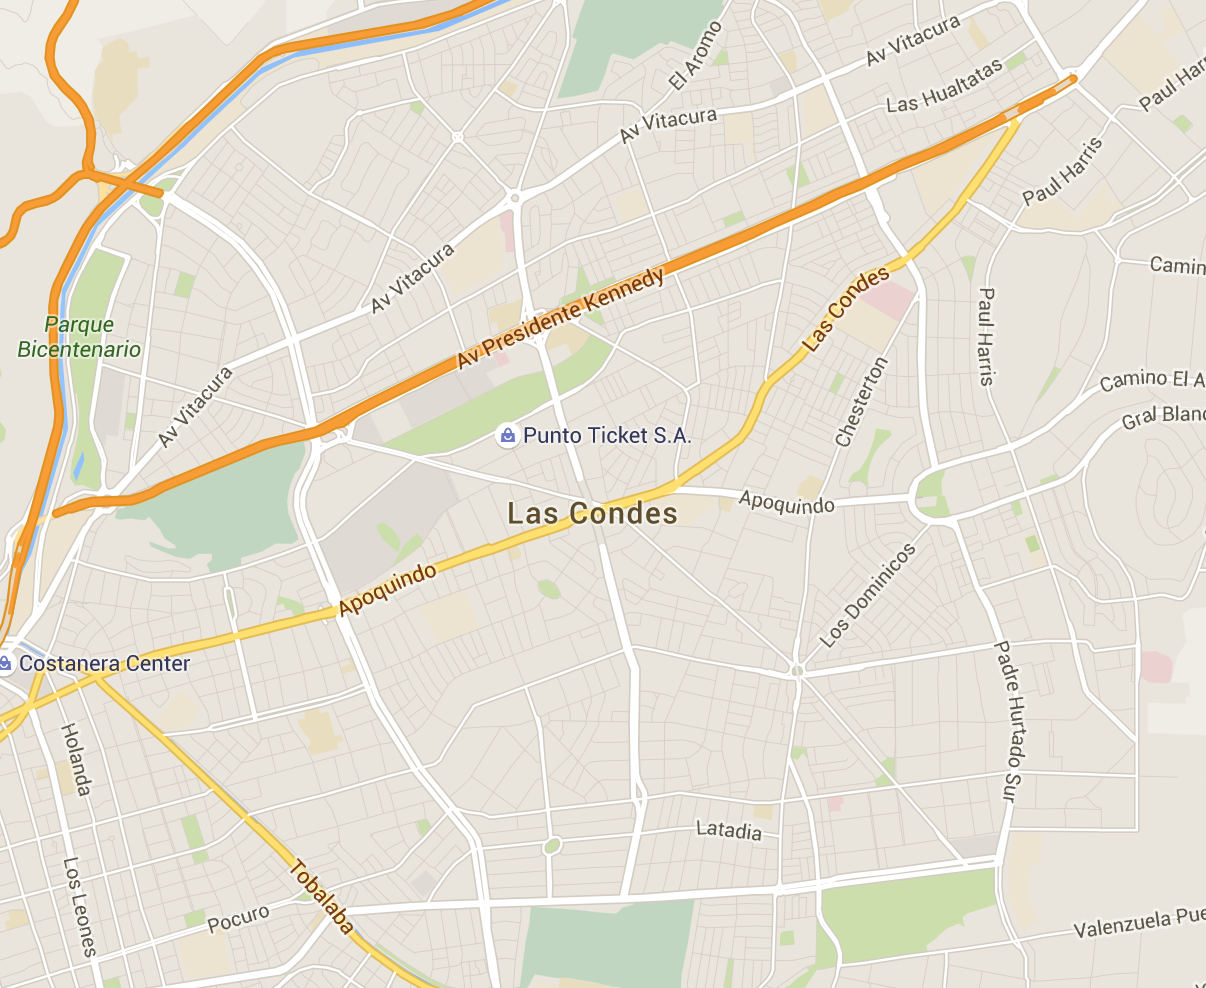 Av Vitacura
El Aromo
Las Hualtatas
Paul Harr
Av Vitacura
Paul Harris
Av Vitacura
Camin
Av Presidente Kennedy
Las Condes
Paul Harris
Parque
Bicentenario
Camino El A
Av Vitacura
Chesterton
Gral Blanc
Punto Ticket S.A.
Apoquindo
Las Condes
Apoquindo
Los Dominicos
Costanera Center
Padre Hurtado Sur
Holanda
Latadia
Tobalaba
Los Leones
Pocuro
Valenzuela Pue